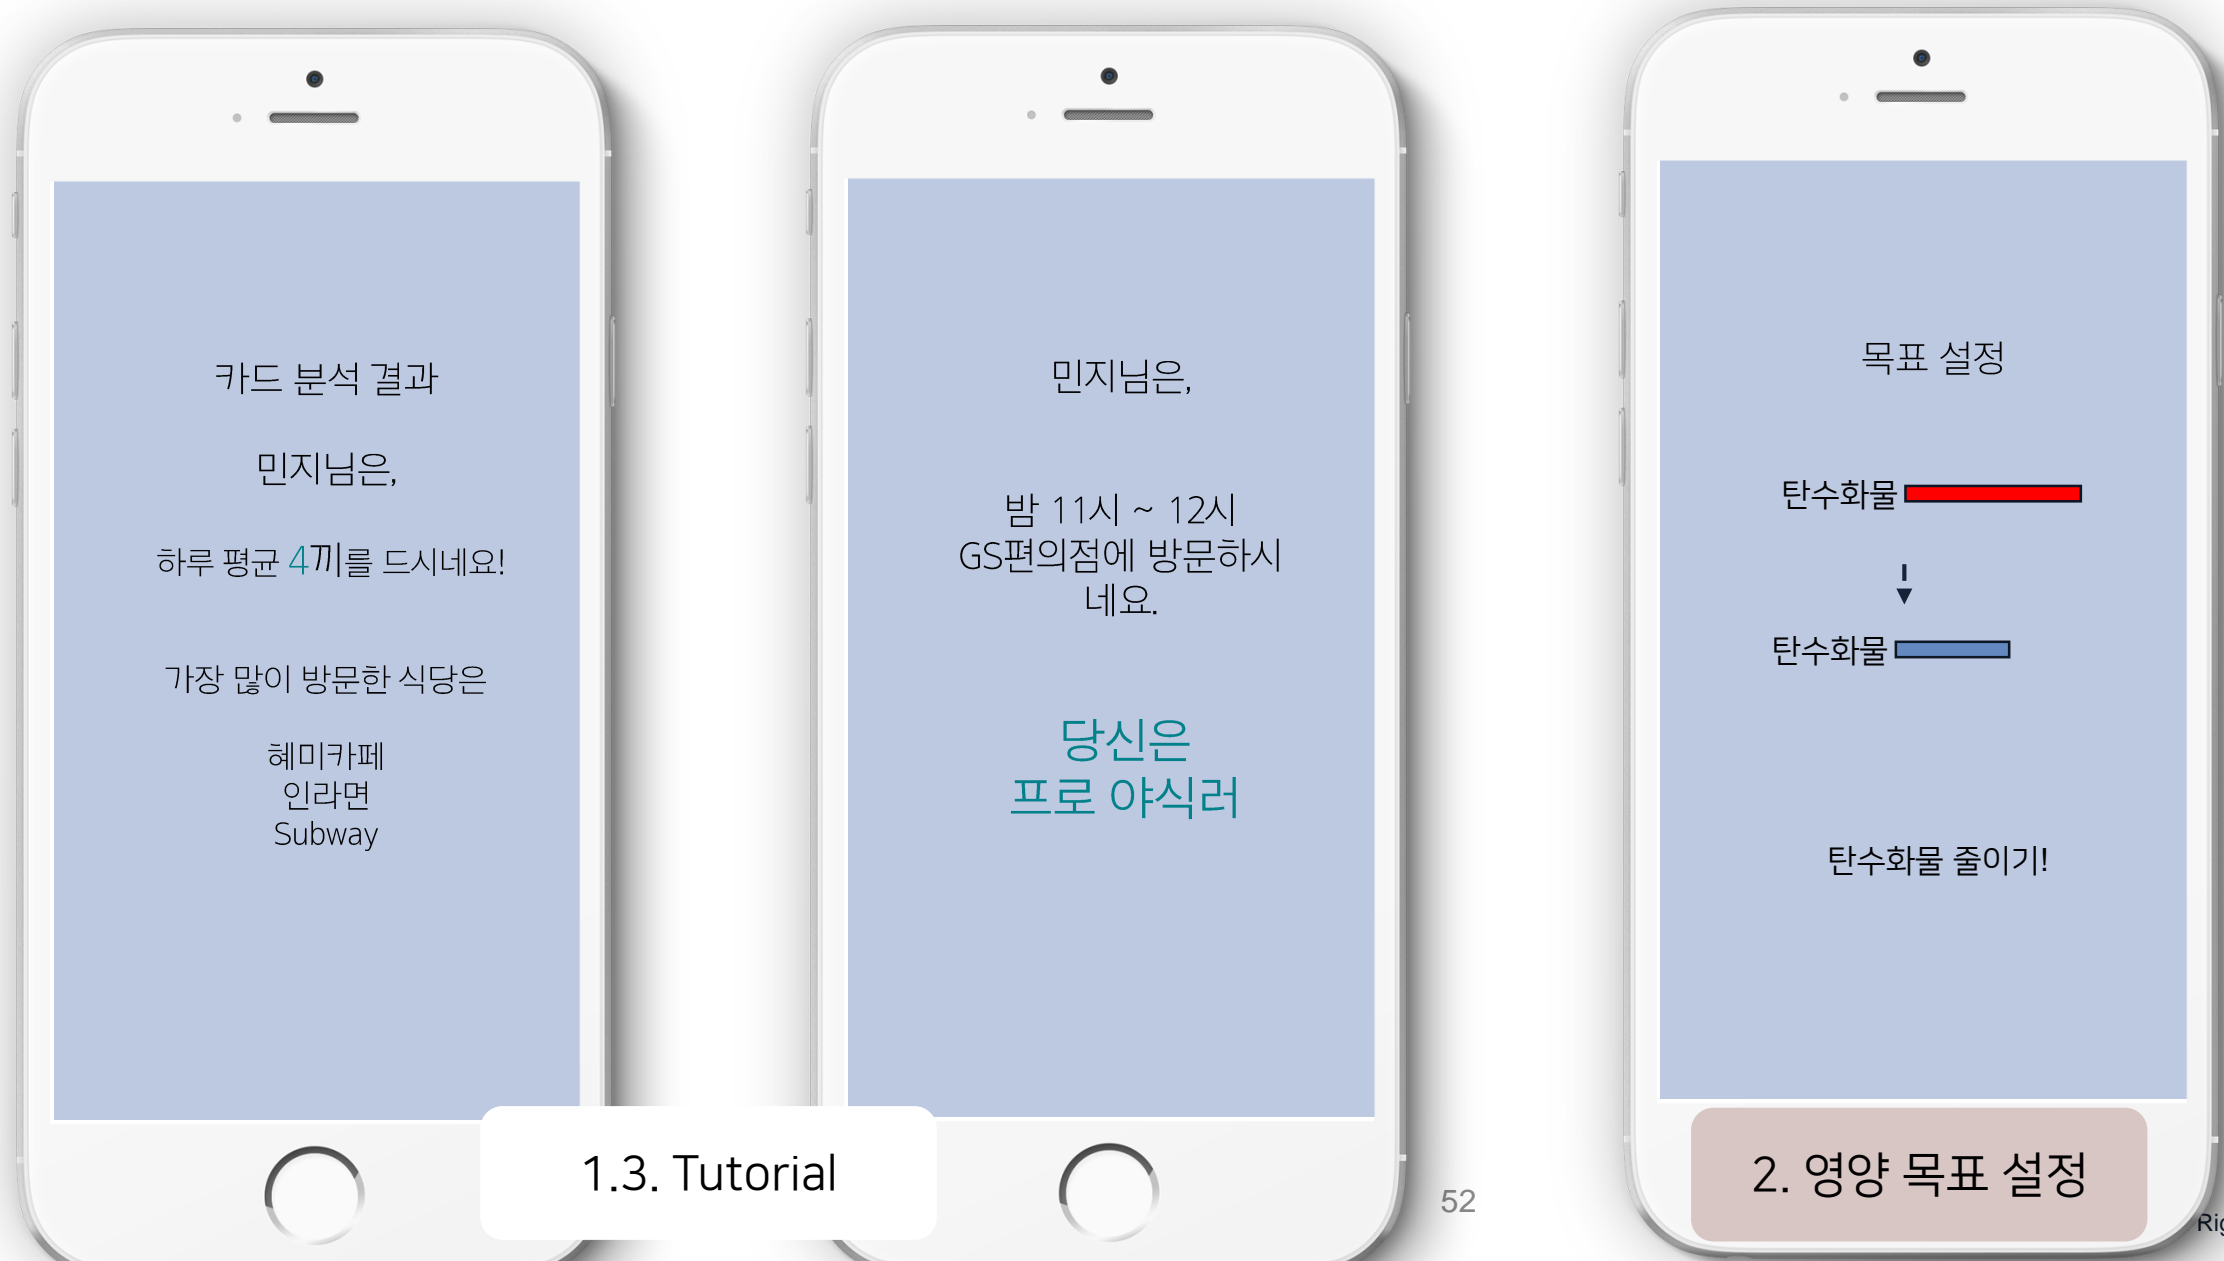 카드 분석 결과
민지님은,
하루 평균 4끼를 드시네요!
가장 많이 방문한 식당은
혜미카페
인라면
Subway
민지님은,
밤 11시 ~ 12시
GS편의점에 방문하시
네요.
당신은
프로 야식러
1.3. Tutorial
52
목표 설정
탄수화물
탄수화물
탄수화물 줄이기!
2. 영양 목표 설정